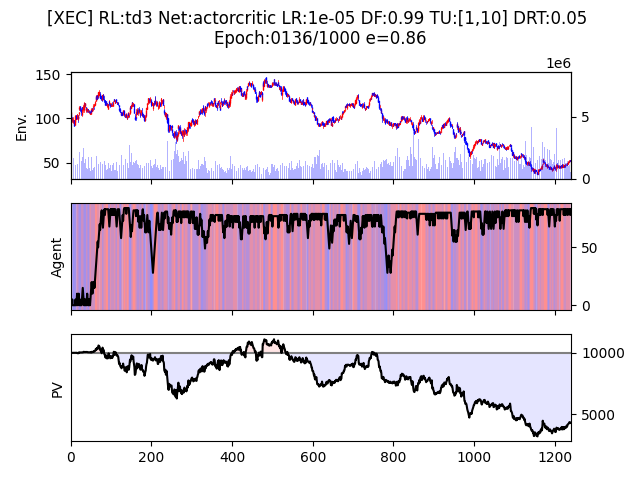 [XEC] RL:td3 Net:actorcritic LR:1e-05 DF:0.99 TU:[1,10] DRT:0.05
Epoch:0136/1000 e=0.86
1e6
150
100
50
Env.
5
0
Agent
50
0
PV
10000
5000
0
200
400
600
800
1000
1200